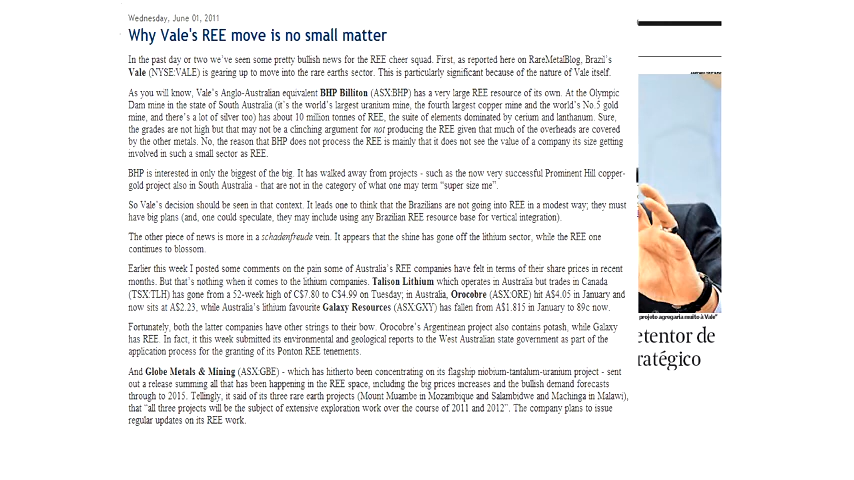 Wednesday, June 01, 2011
Why Vale's REE move is no small matter
In the past day or two we've seen some pretty bullish news for the REE cheer squad. First, as reported here on RareMetalBlog, Brazil's
Vale (NYSE:VALE) is gearing up to move into the rare earths sector. This is particularly significant because of the nature of Vale itself.
As you will know, Vale's Anglo-Australian equivalent BHP Billiton (ASX:BHP) has a very large REE resource of its own. At the Olympic
Dam mine in the state of South Australia (it's the world's largest uranium mine, the fourth largest copper mine and the world's No.5 gold
mine, and there's a lot of silver too) has about 10 million tonnes of REE, the suite of elements dominated by cerium and lanthanum. Sure,
the grades are not high but that may not be a clinching argument for not producing the REE given that much of the overheads are covered
by the other metals. No, the reason that BHP does not process the REE is mainly that it does not see the value of a company its size getting
involved in such a small sector as REE.
BHP is interested in only the biggest of the big. It has walked away from projects - such as the now very successful Prominent Hill copper-
gold project also in South Australia - that are not in the category of what one may term “super size me”.
So Vale's decision should be seen in that context. It leads one to think that the Brazilians are not going into REE in a modest way; they must
have big plans (and, one could speculate, they may include using any Brazilian REE resource base for vertical integration).
The other piece of news is more in a schadenfreude vein. It appears that the shine has gone off the lithium sector, while the REE one
continues to blossom.
Earlier this week I posted some comments on the pain some of Australia's REE companies have felt in terms of their share prices in recent
months. But that's nothing when it comes to the lithium companies. Talison Lithium which operates in Australia but trades in Canada
(TSX:TLH) has gone from a 52-week high of C$7.80 to C$4.99 on Tuesday; in Australia, Orocobre (ASX:ORE) hit A$4.05 in January and
now sits at A$2.23, while Australia's lithium favourite Galaxy Resources (ASX:GXY) has fallen from A$1.815 in January to 89c now.
Fortunately, both the latter companies have other strings to their bow. Orocobre's Argentinean project also contains potash, while Galaxy
has REE. In fact, it this week submitted its environmental and geological reports to the West Australian state government as part of the
application process for the granting of its Ponton REE tenements.
And Globe Metals & Mining (ASX:GBE) - which has hitherto been concentrating on its flagship niobium-tantalum-uranium project - sent
out a release summing all that has been happening in the REE space, including the big prices increases and the bullish demand forecasts
through to 2015. Tellingly, it said of its three rare earth projects (Mount Muambe in Mozambique and Salambidwe and Machinga in Malawi),
that “all three projects will be the subject of extensive exploration work over the course of 2011 and 2012”. The company plans to issue
regular updates on its REE work.
projeto agregaria muito à Vale"
etentor de
ratégico